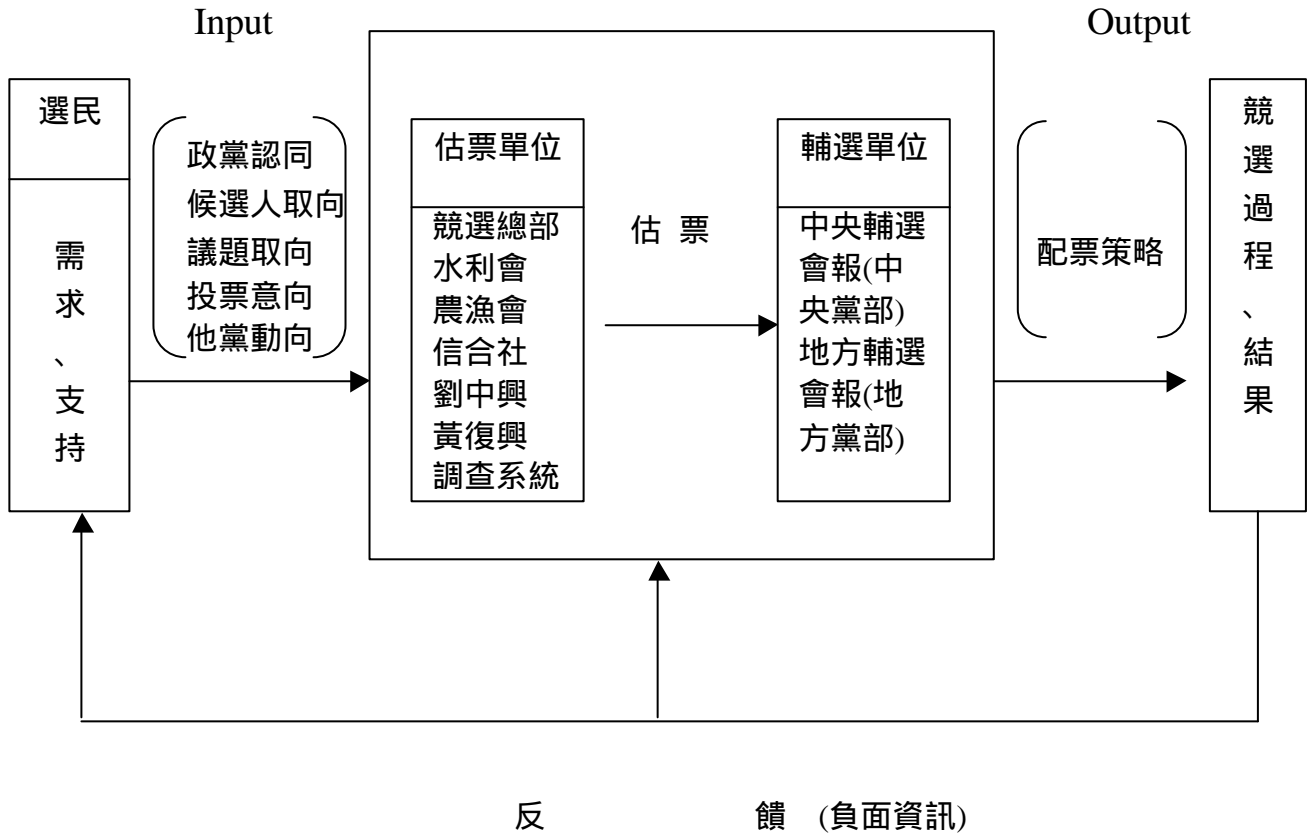 Input
Output
選民
需求、支持
政黨認同
候選人取向
議題取向
投票意向
他黨動向
估票單位
競選總部
水利會
農漁會
信合社
劉中興
黃復興
調查系統
估 票
輔選單位
中央輔選
會報(中
央黨部)
地方輔選
會報(地
方黨部)
配票策略
競選過程、結果
反 饋 (負面資訊)